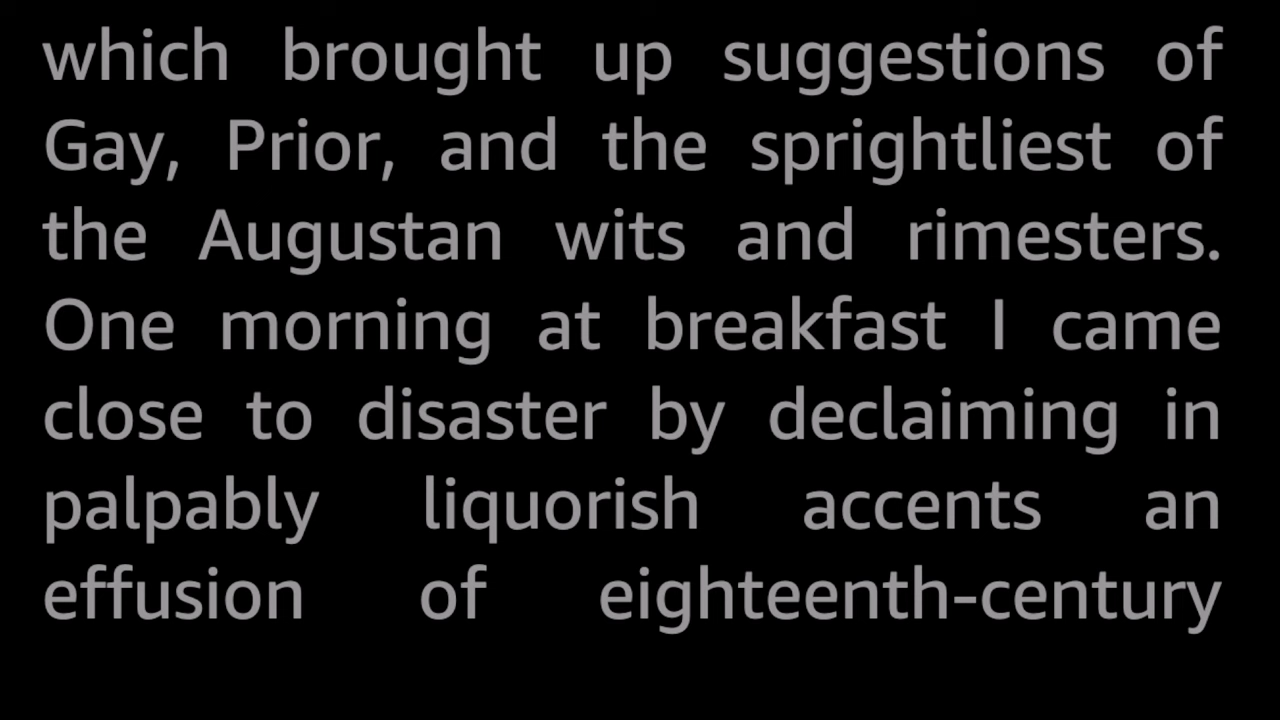 which brought up suggestions of
Gay, Prior, and the sprightliest of
the Augustan wits and rimesters.
One morning at breakfast I came
close to disaster by declaiming in
palpably liquorish accents an
effusion of eighteenth-century